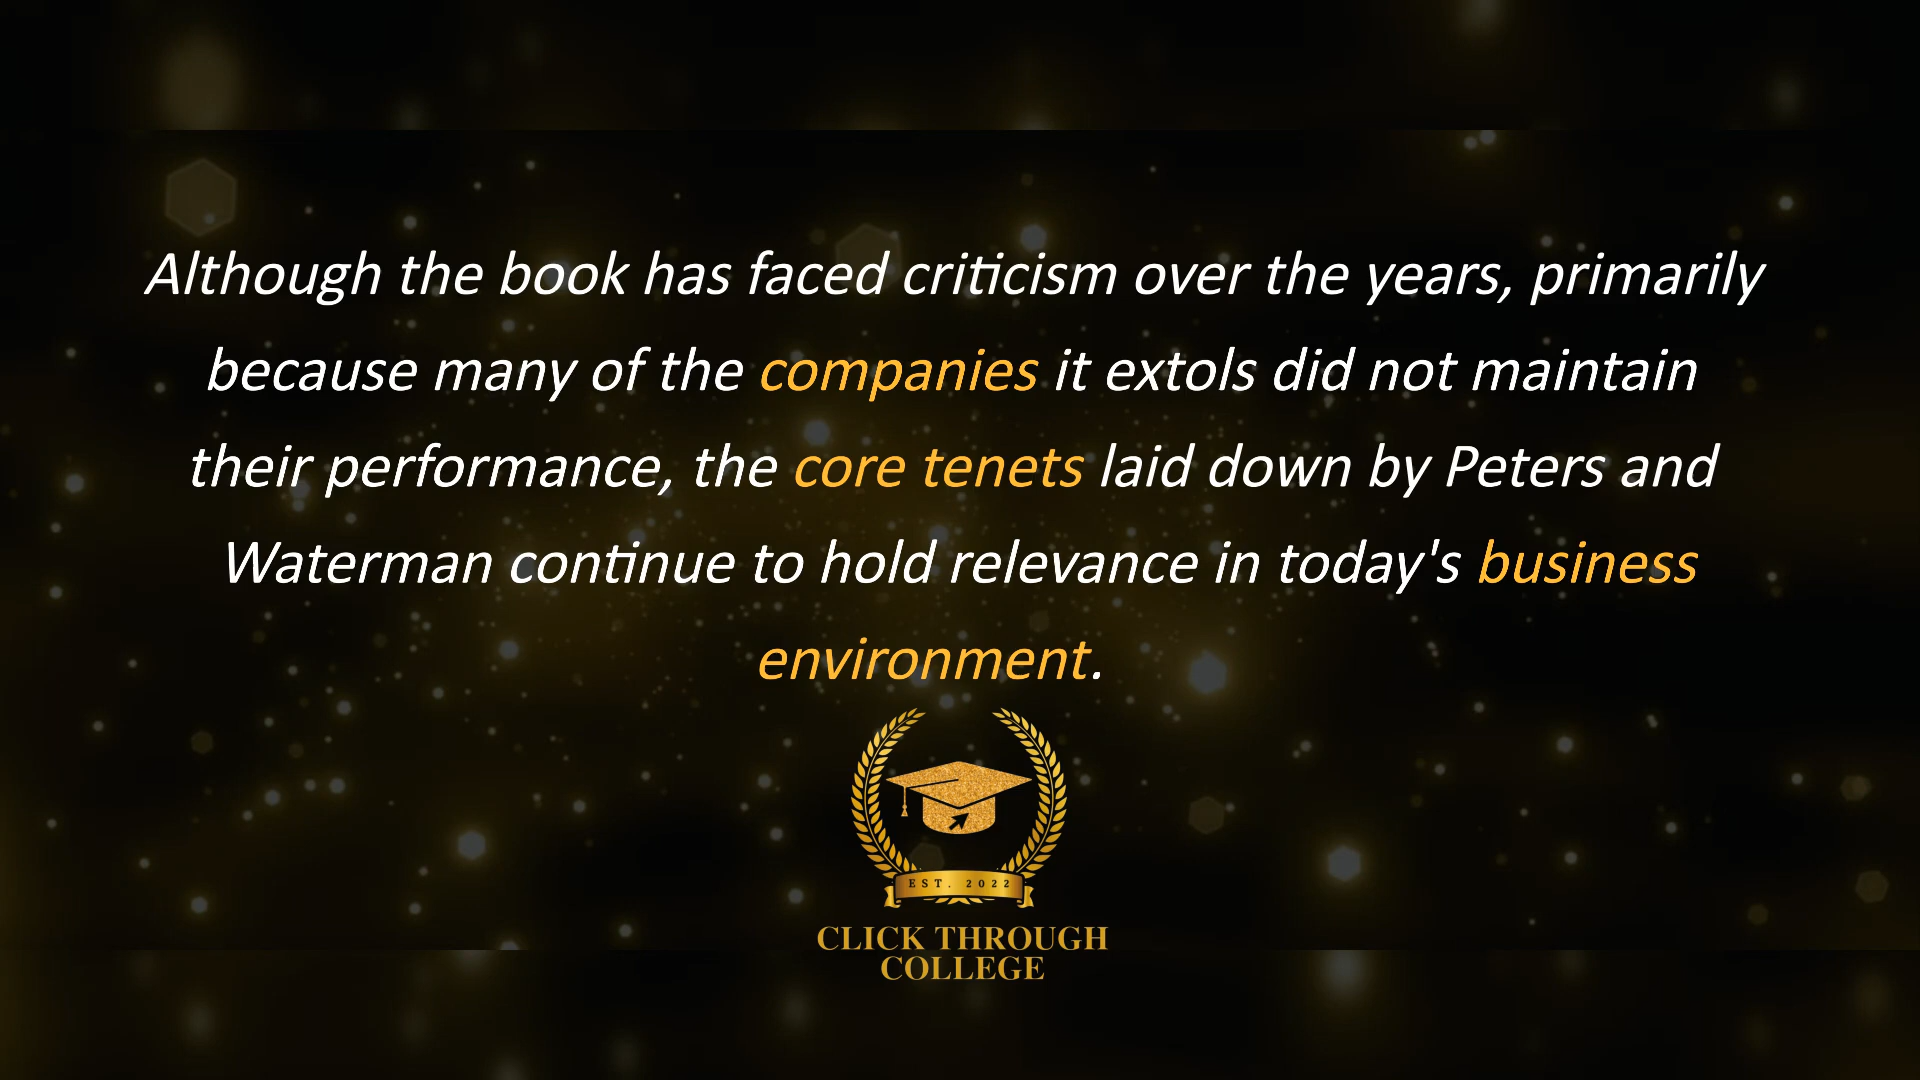 Although the book has faced criticism over the years, primarily
because many of the companies it extols did not maintain
their performance, the core tenets laid down by Peters and
Waterman continue to hold relevance in today's business
environment.
EST. 2022
CLICK THROUGH
COLLEGE